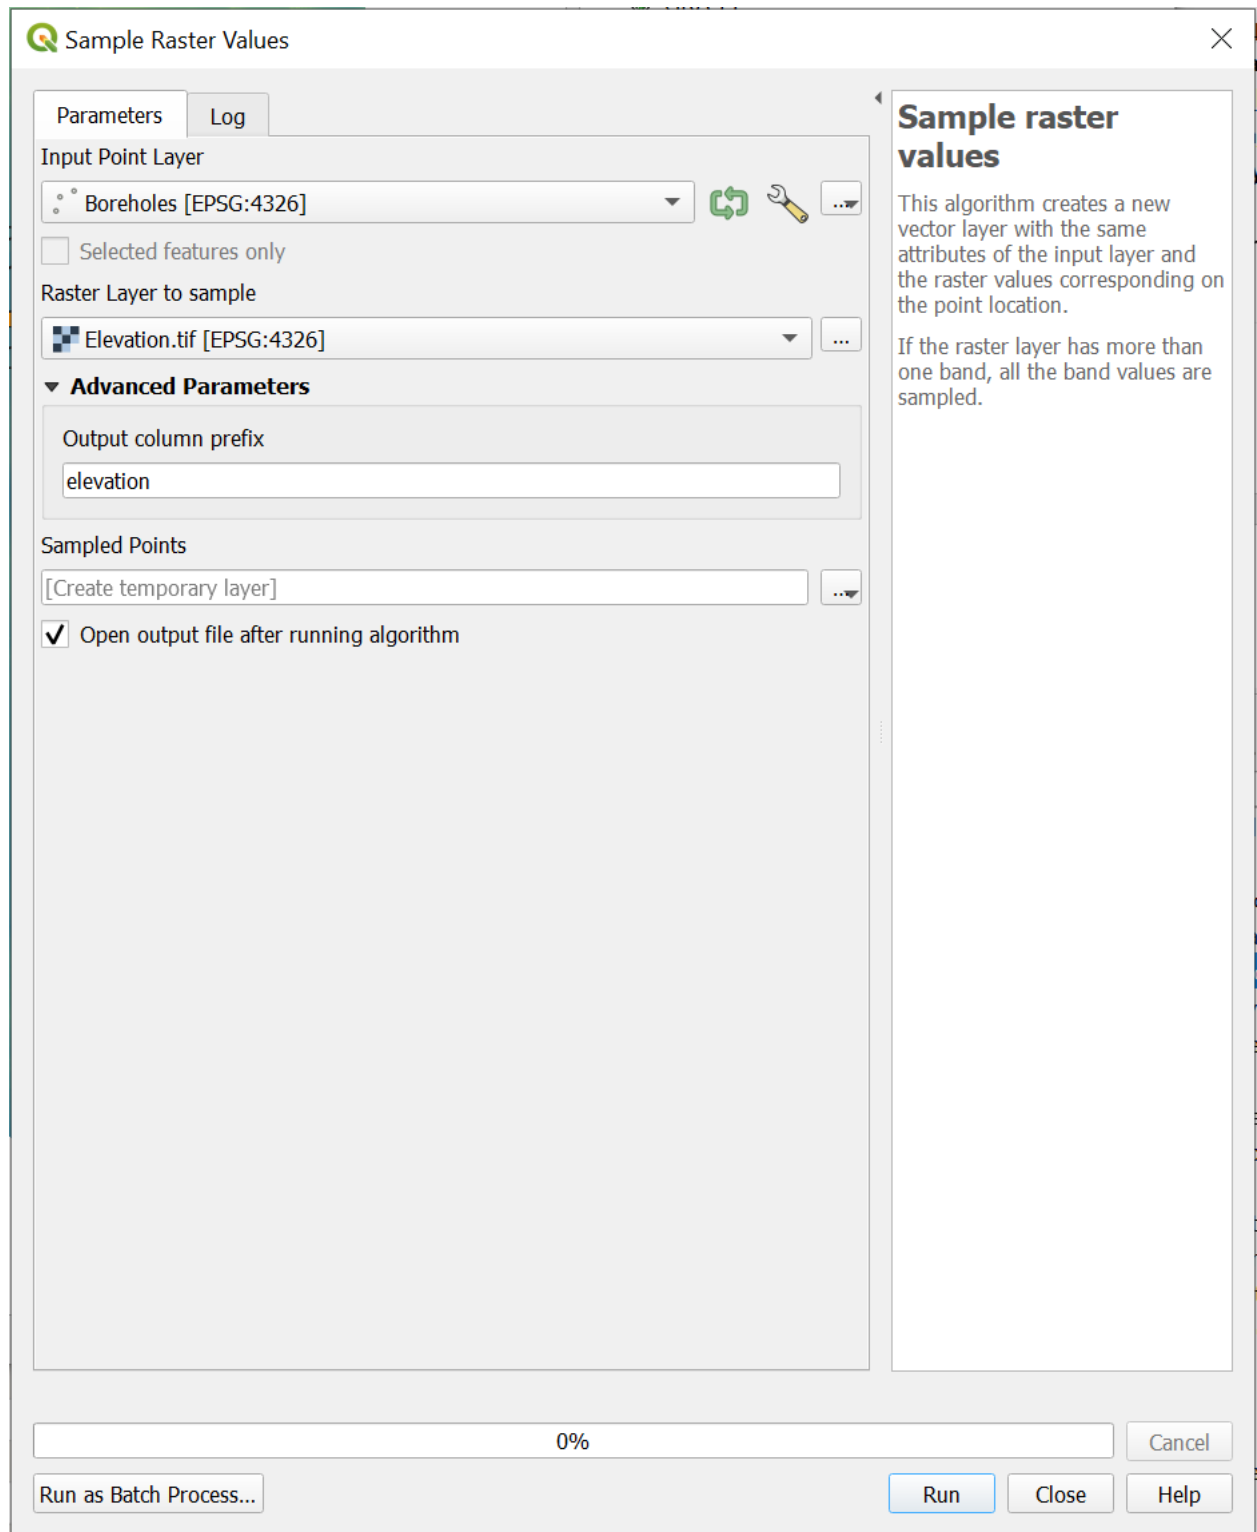 Sample Raster Values
Parameters
Log
Input Point Layer
Boreholes [EPSG:4326]
...
Selected features only
Raster Layer to sample
Elevation.tif [EPSG:4326]
...
Advanced Parameters
Output column prefix
elevation
Sampled Points
[Create temporary layer]
...
Open output file after running algorithm
Sample raster
values
This algorithm creates a new
vector layer with the same
attributes of the input layer and
the raster values corresponding on
the point location.
If the raster layer has more than
one band, all the band values are
sampled.
0%
Cancel
Run as Batch Process...
Run
Close
Help